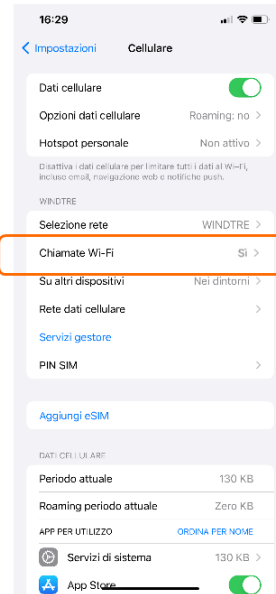 16:29
Impostazioni Cellulare
Dati cellulare
Opzioni dati cellulare Roaming: no
Hotspot personale Non attivo
Disattiva i dati cellulare per limitare tutti i dati al Wi-Fi,
incluse email, navigazione web e notifiche push.
WINDTRE
Selezione rete WINDTRE
Chiamate Wi-Fi Sì
Su altri dispositivi Nei dintorni
Rete dati cellulare
Servizi gestore
PIN SIM
Aggiungi eSIM
DATI CELLULARE
Periodo attuale 130 KB
Roaming periodo attuale Zero KB
APP PER UTILIZZO ORDINA PER NOME
Servizi di sistema 130 KB
App Store